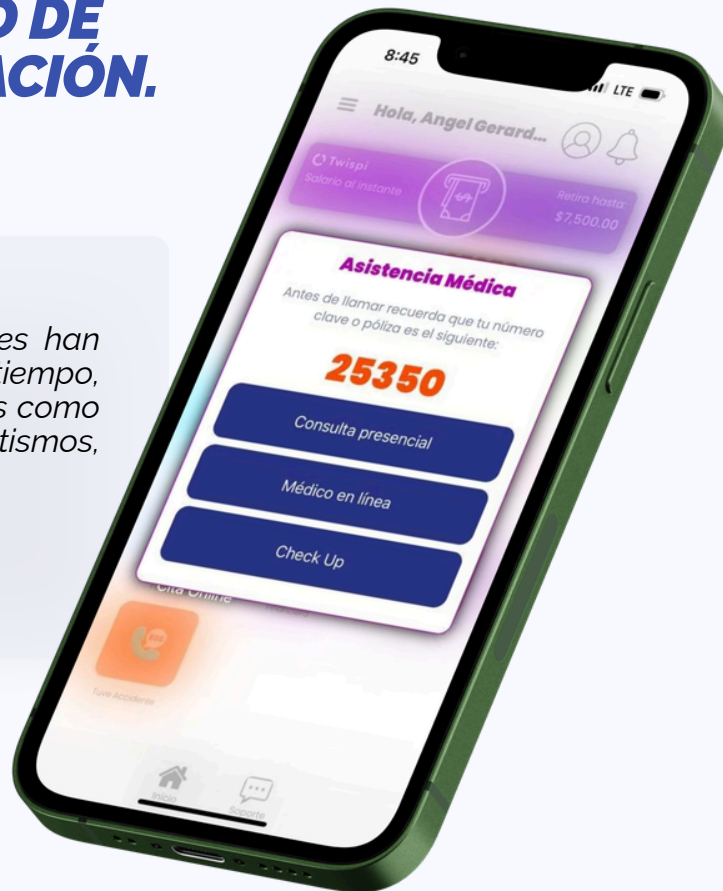 O DE
ACIÓN.
es han
tiempo,
s como
tismos,
8:45
LTE
Hola, Angel Gerard...
Twispi
Salario al instante
Retira hasta:
$7,500.00
Asistencia Médica
Antes de llamar recuerda que tu número
clave o póliza es el siguiente:
25350
Consulta presencial
Médico en línea
Check Up
Cita Online
Tuve Accidente
Inicio
Soporte